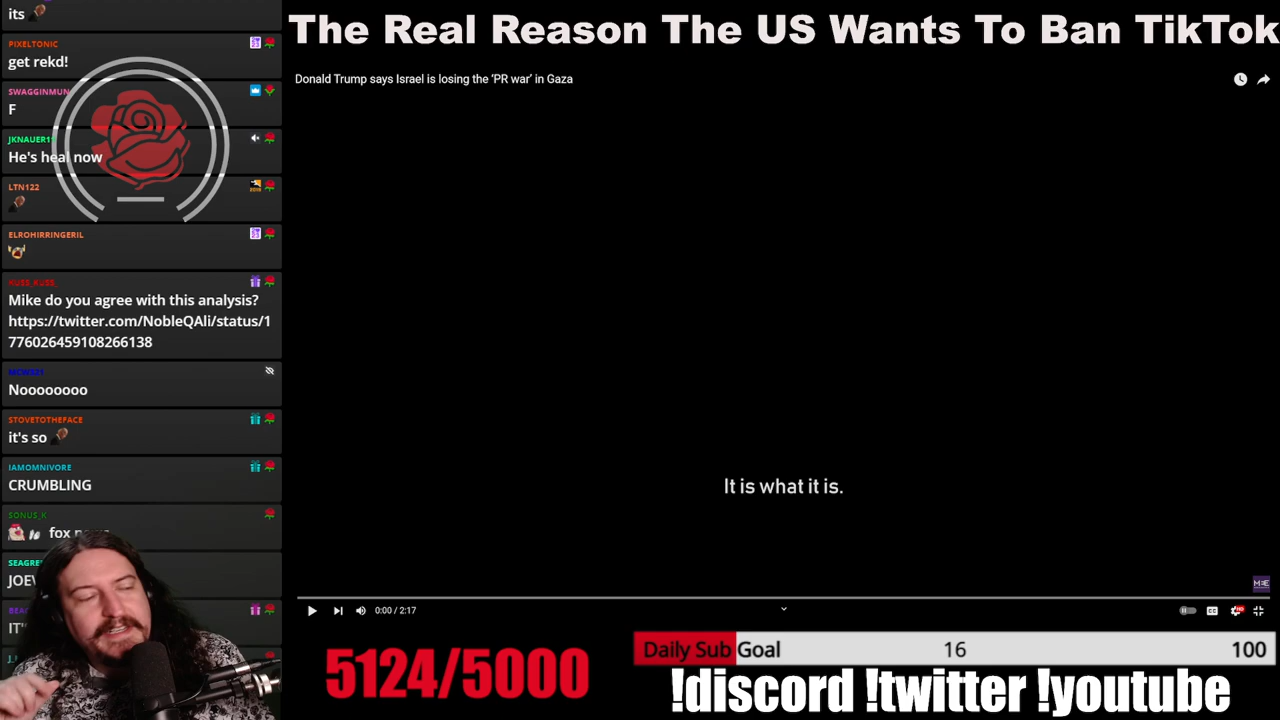 its
PIXELTONIC
get rekd!
F
He's heal now
LTN122
ELROHIRRINGERIL
Mike do you agree with this analysis?
https://twitter.com/NobleQAli/status/1
776026459108266138
Noooooooo
STOVETOTHEFACE
it's so
IAMOMNIVORE
CRUMBLING
SONUS_K
fox
The Real Reason The US Wants To Ban TikTok
Donald Trump says Israel is losing the ‘PR war’ in Gaza
It is what it is.
0:00 / 2:17
5124/5000
Daily Sub Goal 16 100
!discord !twitter !youtube